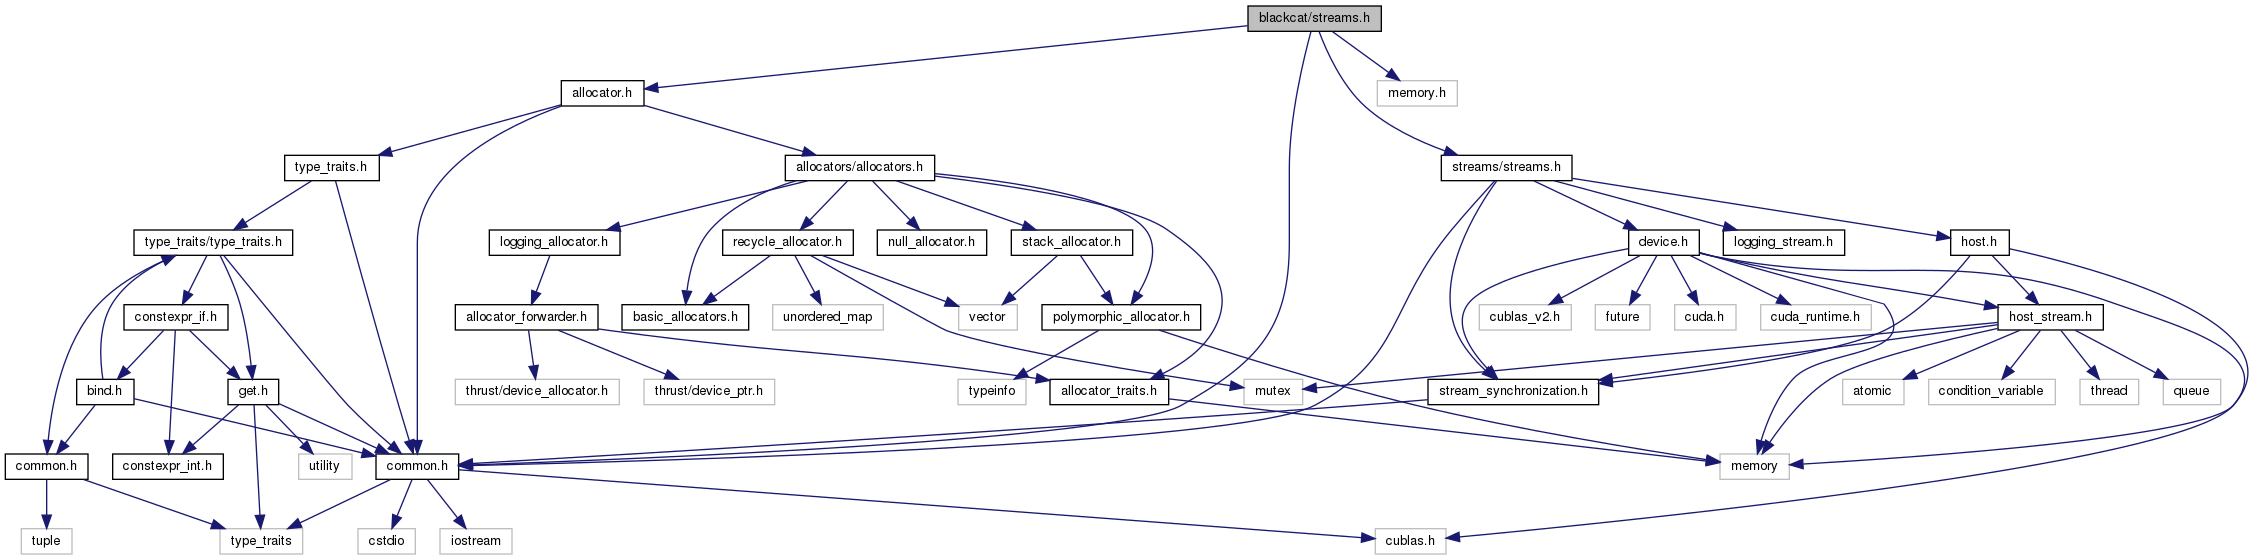 blackcat/streams.h
allocator.h
memory.h
type_traits.h
allocators/allocators.h
streams/streams.h
type_traits/type_traits.h
logging_allocator.h
recycle_allocator.h
null_allocator.h
stack_allocator.h
device.h
logging_stream.h
host.h
constexpr_if.h
allocator_forwarder.h
basic_allocators.h
unordered_map
vector
polymorphic_allocator.h
cublas_v2.h
future
cuda.h
cuda_runtime.h
host_stream.h
bind.h
get.h
thrust/device_allocator.h
thrust/device_ptr.h
typeinfo
allocator_traits.h
mutex
stream_synchronization.h
atomic
condition_variable
thread
queue
common.h
constexpr_int.h
utility
common.h
memory
tuple
type_traits
cstdio
iostream
cublas.h